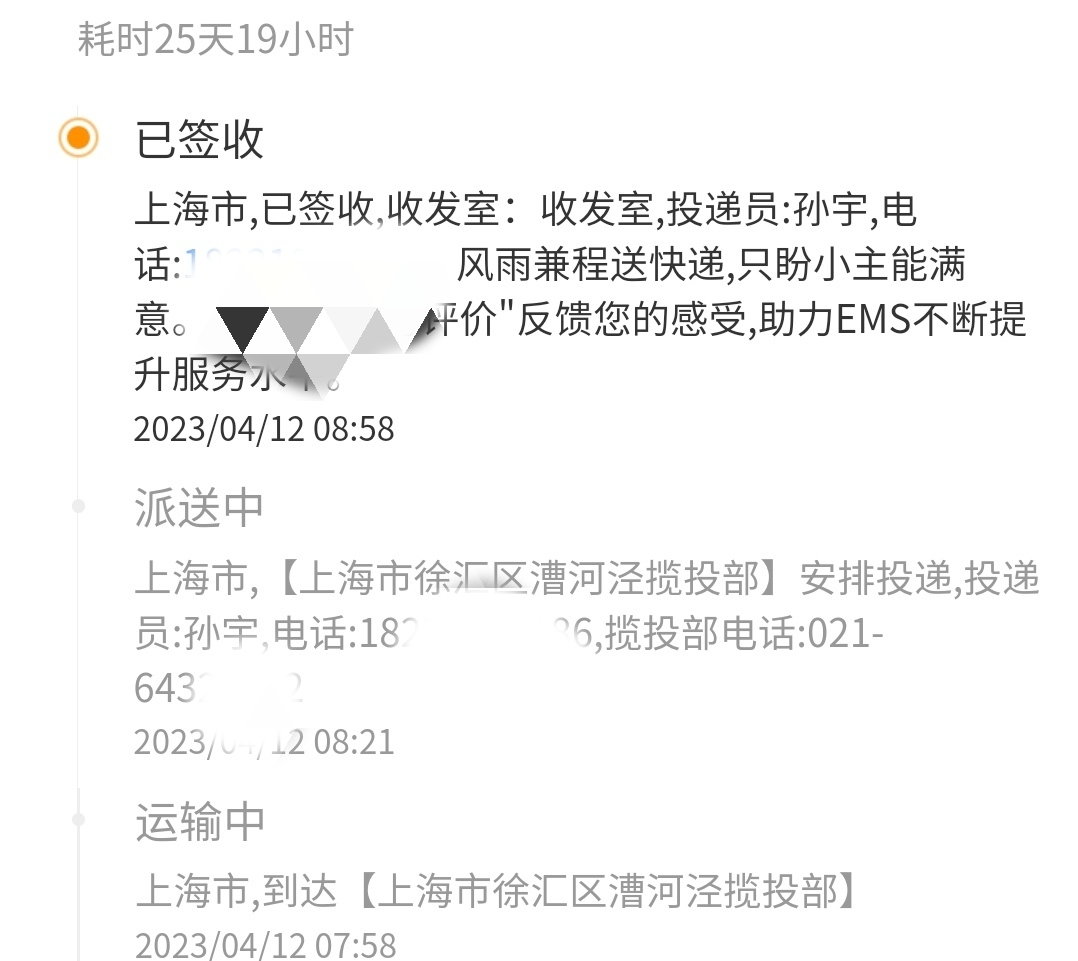 耗时25天19小时
已签收
上海市,已签收,收发室：收发室,投递员:孙宇,电
话: 风雨兼程送快递,只盼小主能满
意。 评价"反馈您的感受,助力EMS不断提
升服务水
2023/04/12 08:58
派送中
上海市,【上海市徐汇区漕河泾揽投部】安排投递,投递
员:孙宇,电话:182 86,揽投部电话:021-
643 2
2023/04/12 08:21
运输中
上海市,到达【上海市徐汇区漕河泾揽投部】
2023/04/12 07:58